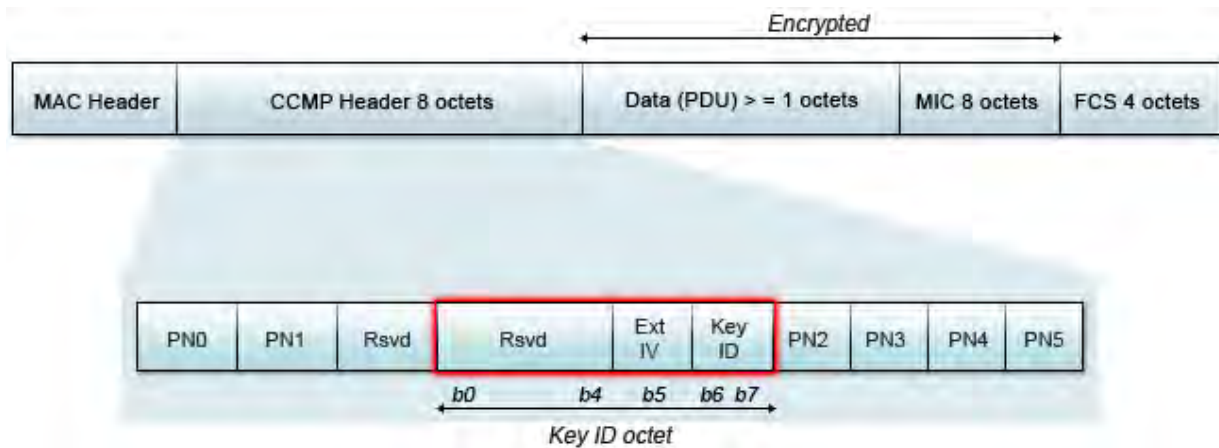 Encrypted
MAC Header CCMP Header 8 octets Data (PDU) > = 1 octets MIC 8 octets FCS 4 octets
PN0 PN1 Rsvd Rsvd Ext IV Key ID PN2 PN3 PN4 PN5
b0 b4 b5 b6 b7
Key ID octet